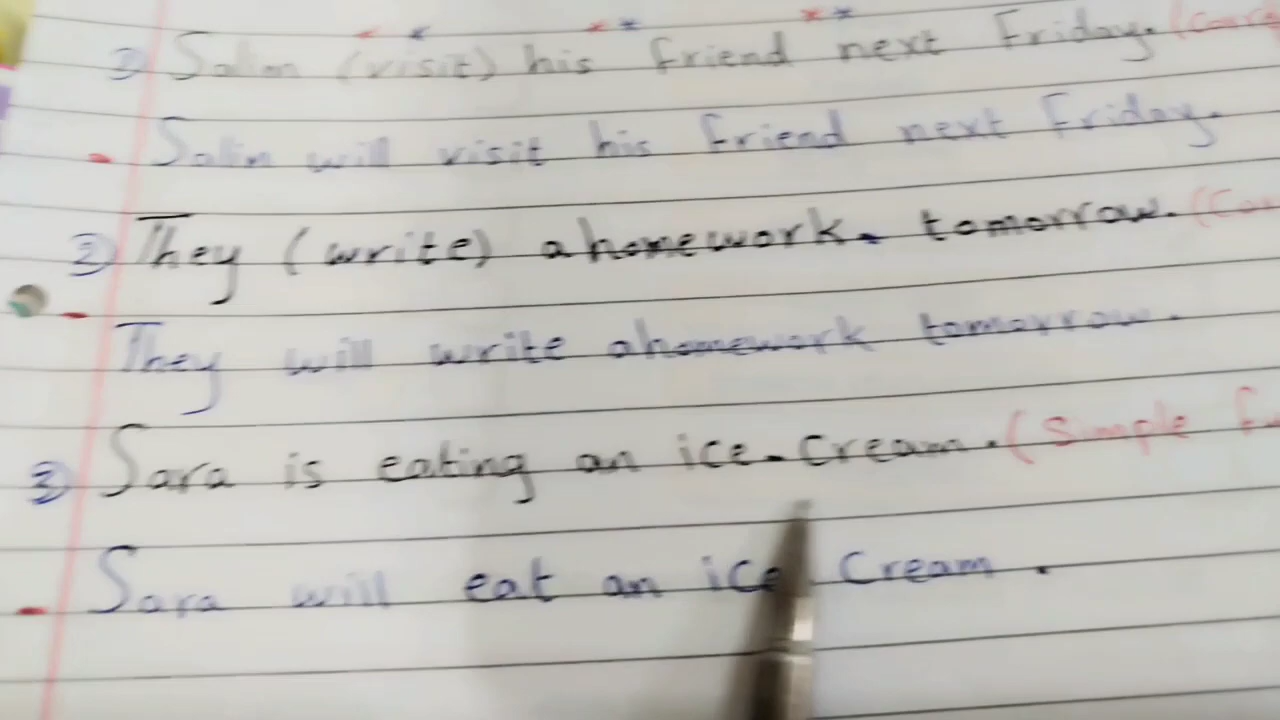 ① Salim (visit) his friend next Friday.
Salim will visit his friend next Friday.
② They (write) a homework. tomorrow.
They will write a homework tomorrow.
③ Sara is eating an ice-cream. (Simple
Sara will eat an ice cream.